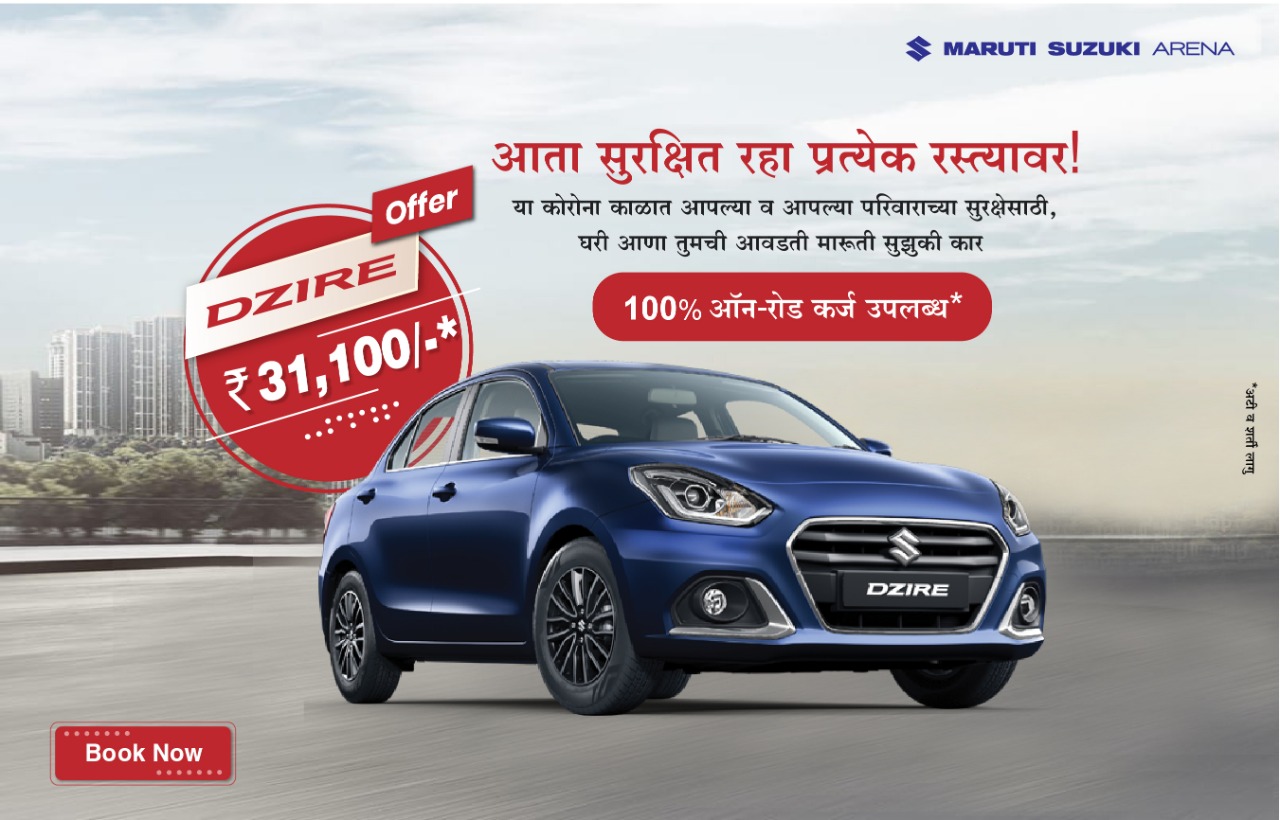 MARUTI SUZUKI ARENA
आता सुरक्षित रहा प्रत्येक रस्त्यावर!
या कोरोना काळात आपल्या व आपल्या परिवाराच्या सुरक्षेसाठी,
घरी आणा तुमची आवडती मारूती सुझुकी कार
100% ऑन-रोड कर्ज उपलब्ध*
Offer
DZIRE
₹ 31,100/-*
*अटी व शर्ती लागु
DZIRE
Book Now